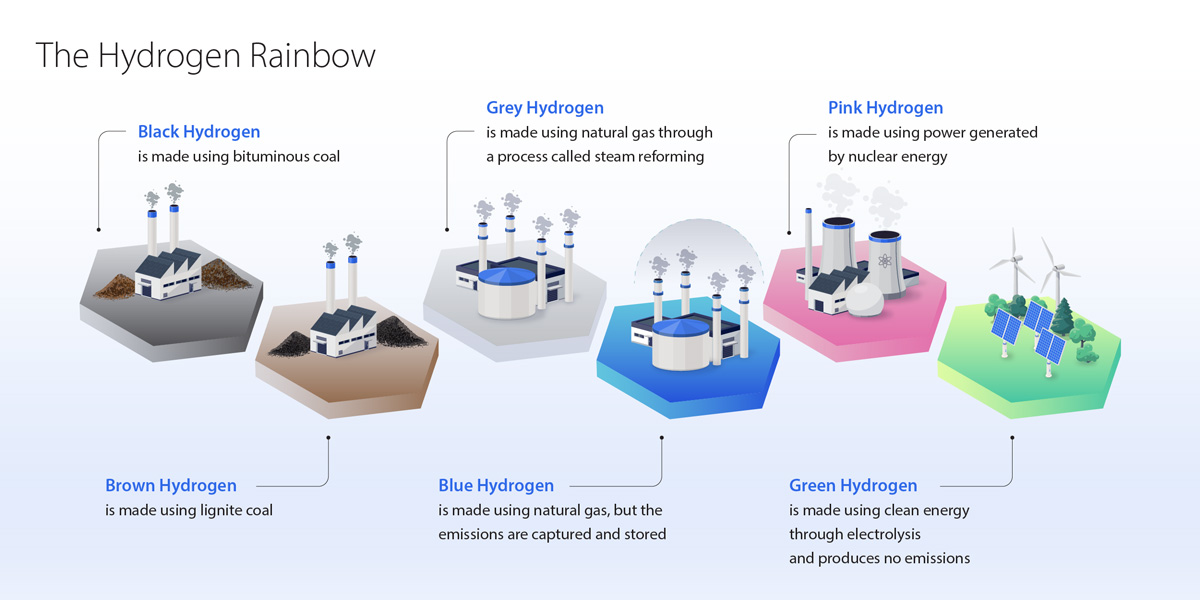 The Hydrogen Rainbow
Black Hydrogen
is made using bituminous coal
Grey Hydrogen
is made using natural gas through
a process called steam reforming
Pink Hydrogen
is made using power generated
by nuclear energy
Brown Hydrogen
is made using lignite coal
Blue Hydrogen
is made using natural gas, but the
emissions are captured and stored
Green Hydrogen
is made using clean energy
through electrolysis
and produces no emissions